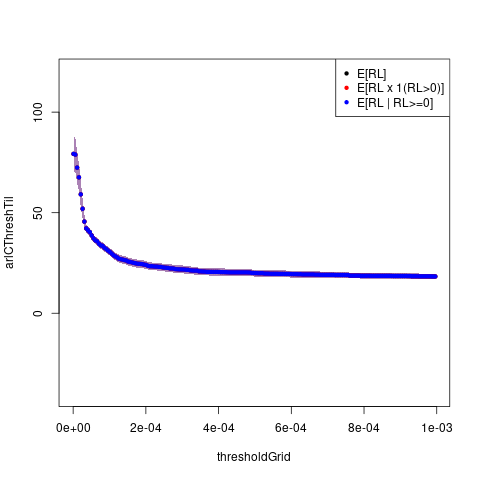 E[RL]
E[RL x 1(RL>0)]
E[RL | RL>=0]
100
50
0
arlCThreshTil
0e+00 2e-04 4e-04 6e-04 8e-04 1e-03
thresholdGrid